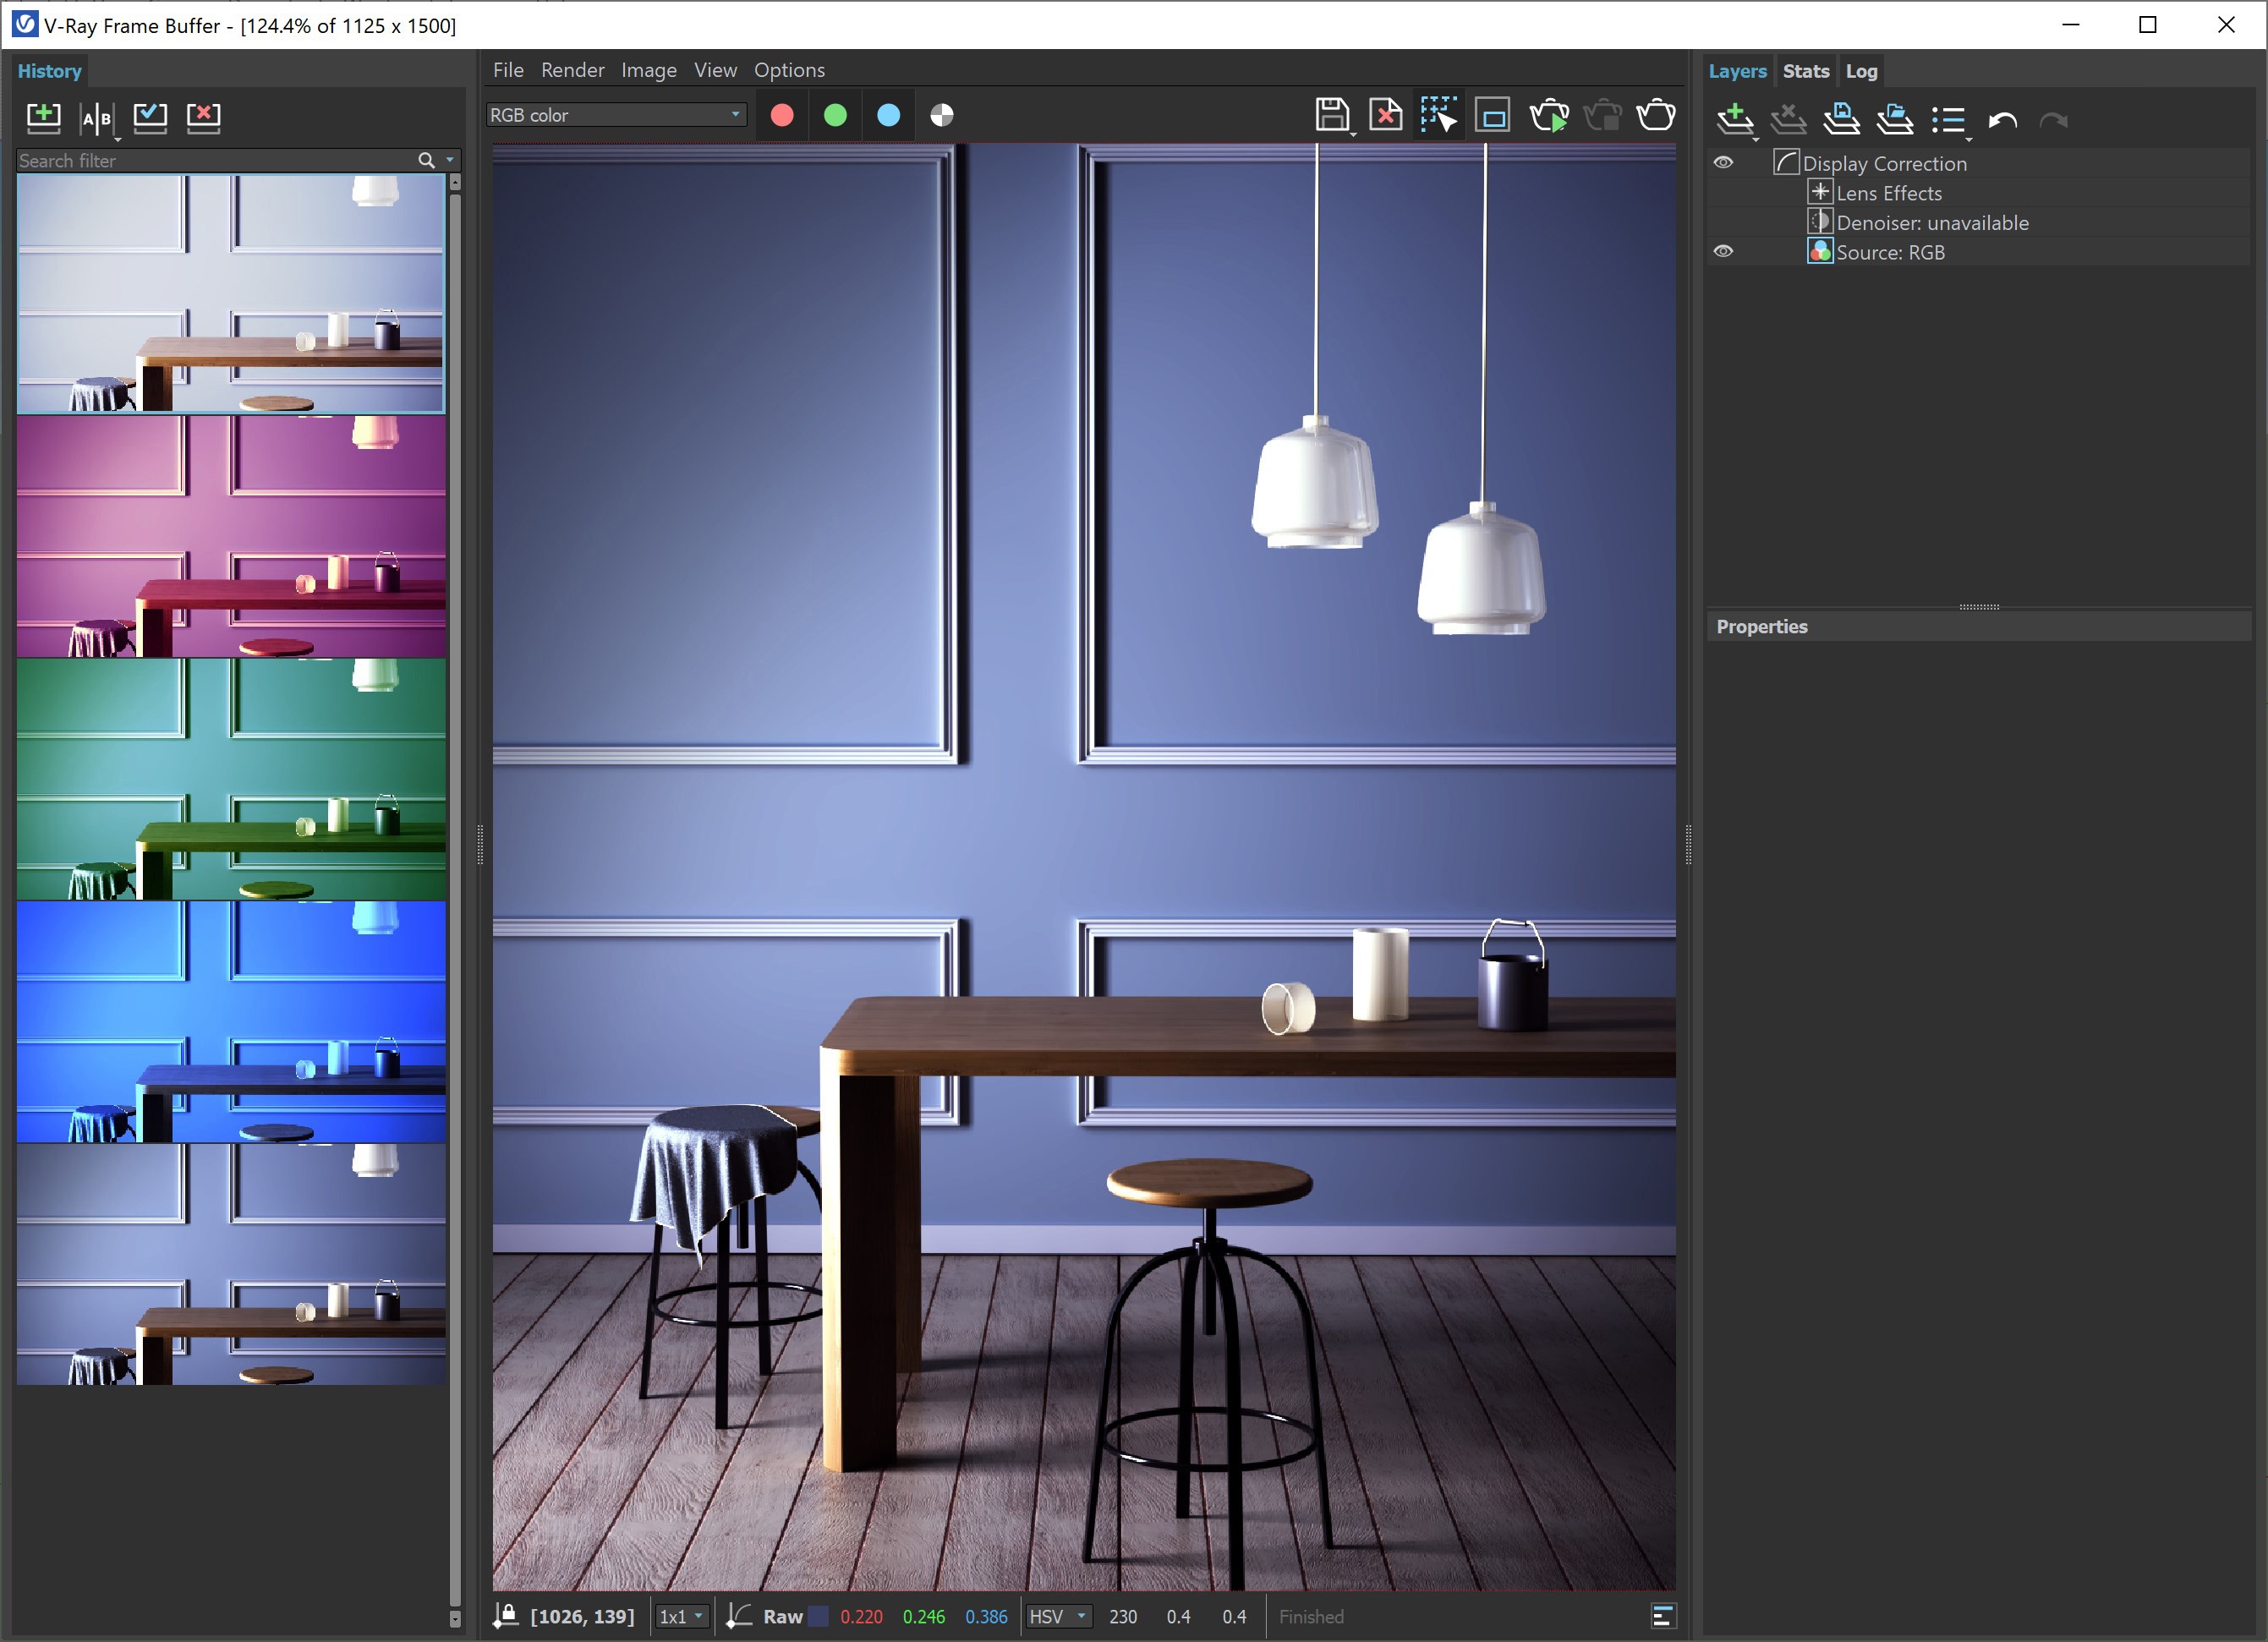 V-Ray Frame Buffer - [124.4% of 1125 x 1500]
History
File Render Image View Options
Layers Stats Log
A|B
RGB color
Search filter
Display Correction
Lens Effects
Denoiser: unavailable
Source: RGB
Properties
[1026, 139] 1x1 Raw 0.220 0.246 0.386 HSV 230 0.4 0.4 Finished